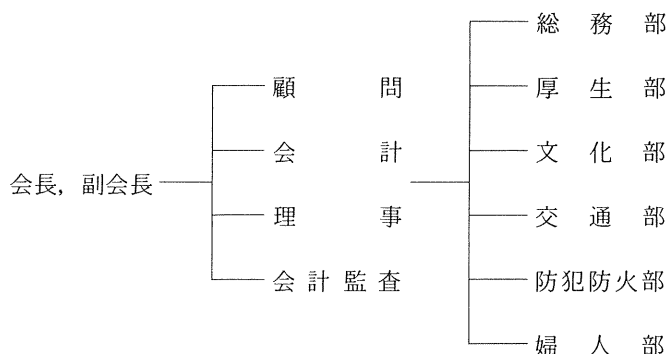 会長，副会長
顧問
会計
理事
会計監査
総務部
厚生部
文化部
交通部
防犯防火部
婦人部